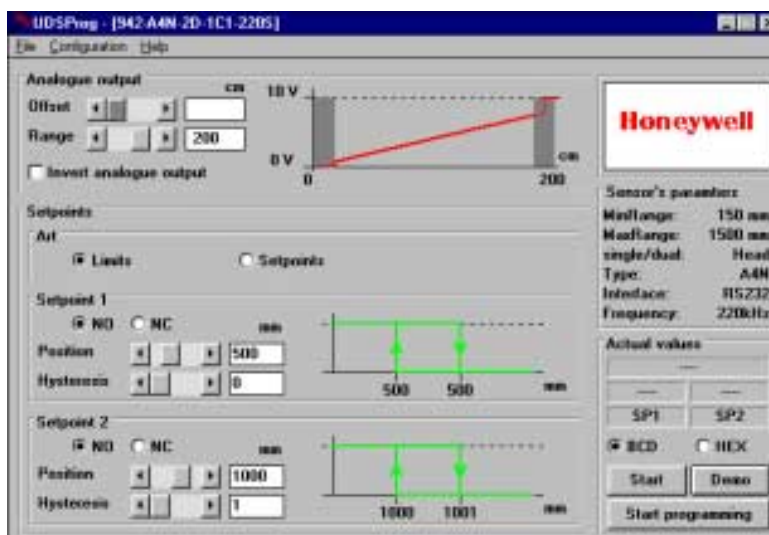 UDSProg - [942-A4N-2D-1C1-220S]
File Configuration Help
Analogue output
cm
Offset
Range 200
Invert analogue output
10 V
0 V
cm
0 200
Setpoints
Art
Limits Setpoints
Setpoint 1
NO NC mm
Position 500
Hysteresis 0
500 500 mm
Setpoint 2
NO NC mm
Position 1000
Hysteresis 1
1000 1001 mm
Honeywell
Sensor's paramters
MinRange: 150 mm
MaxRange: 1500 mm
single/dual: Head
Type: A4N
Interface: RS232
Frequency: 220kHz
Actual values
---
--- ---
SP1 SP2
BCD HEX
Start Demo
Start programming